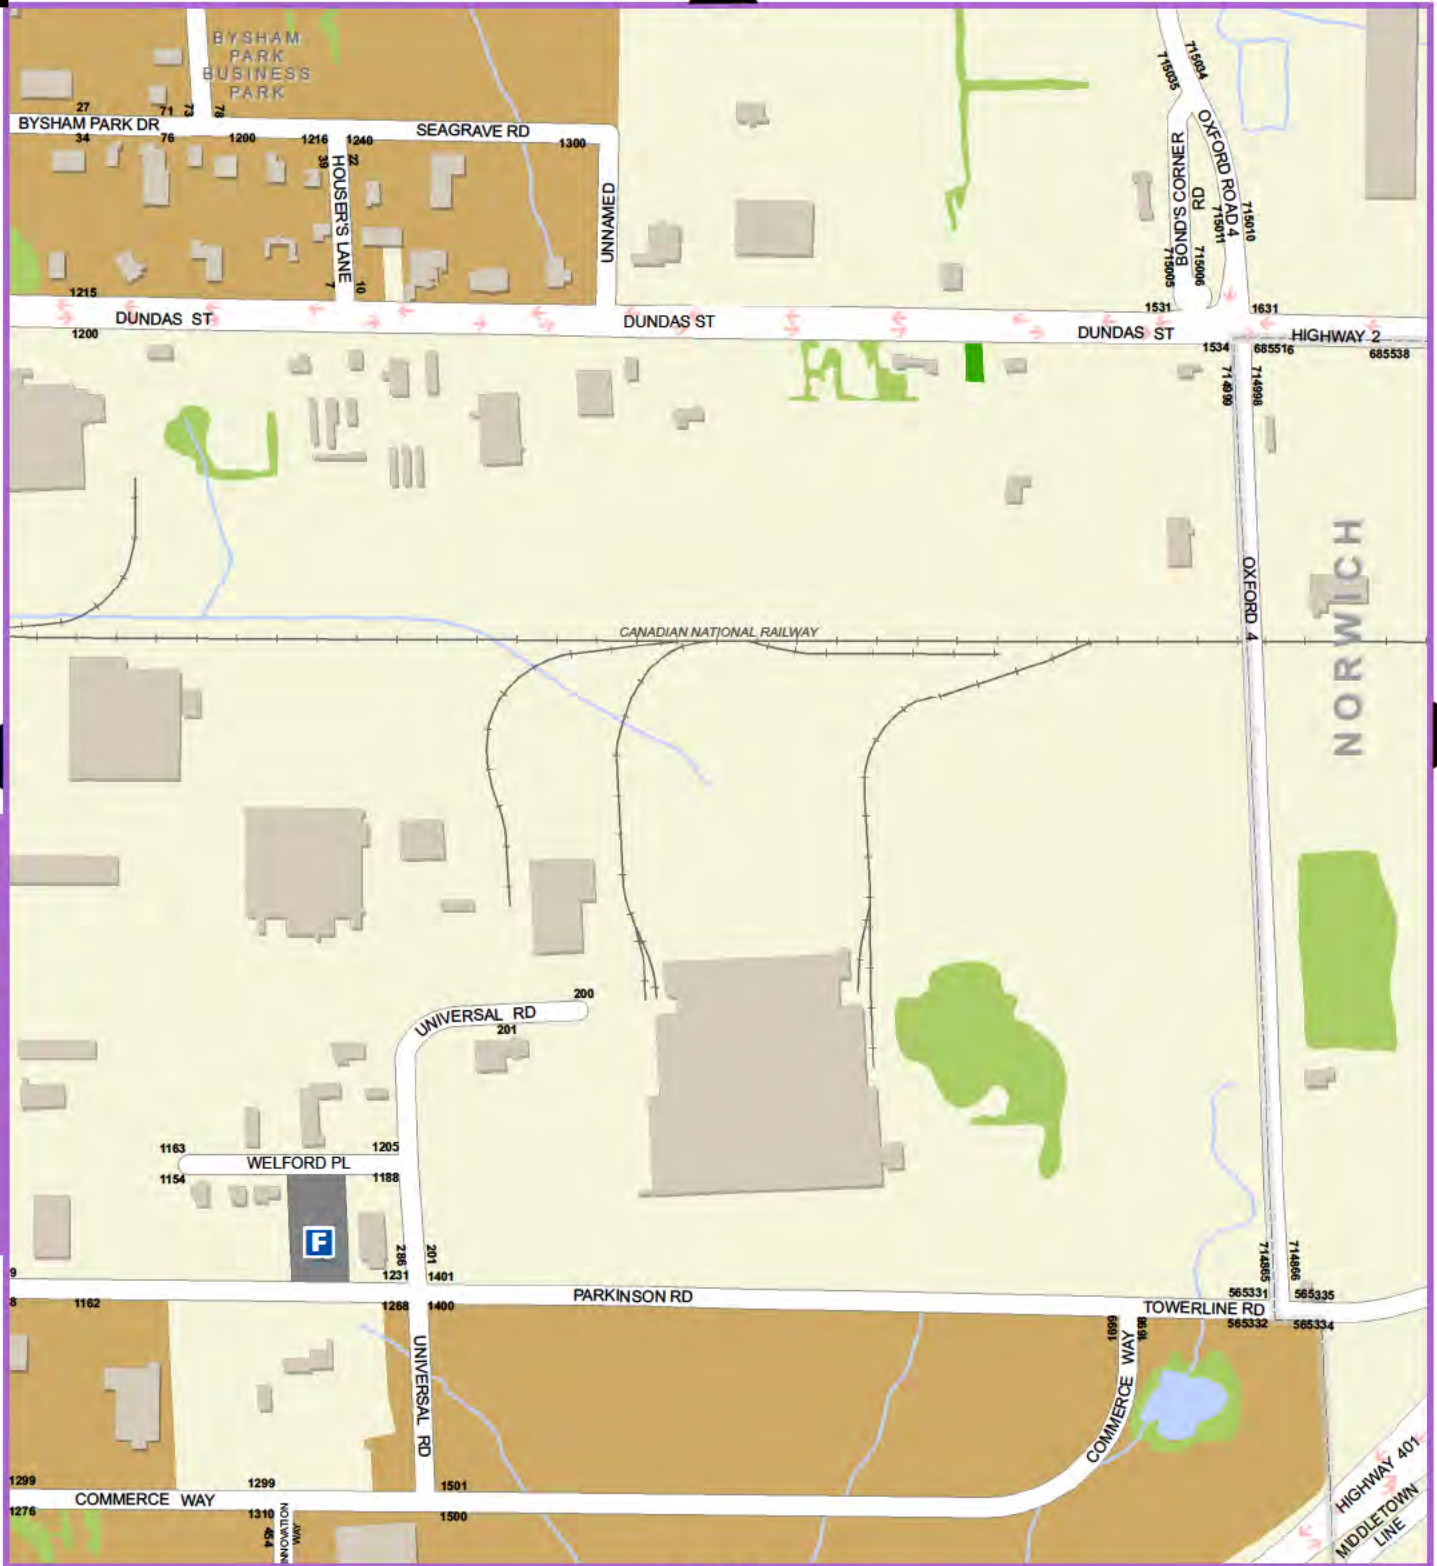 BYSHAM
PARK
BUSINESS
PARK
715034
715035
27
71
73
78
BYSHAM PARK DR
34
76
1200
1216
1240
SEAGRAVE RD
1300
39
22
HOUSER'S LANE
7
10
UNNAMED
OXFORD ROAD 4
BOND'S CORNER
RD
715011
715010
715005
715006
1215
DUNDAS ST
1200
DUNDAS ST
1531
1631
DUNDAS ST
HIGHWAY 2
1534
685516
685538
714999
714998
OXFORD 4
NORWICH
CANADIAN NATIONAL RAILWAY
200
UNIVERSAL RD
201
1163
1205
WELFORD PL
1154
1188
F
286
201
9
1231
1401
8
1162
1268
1400
PARKINSON RD
714865
714866
565331
565335
TOWERLINE RD
565332
565334
1699
1698
COMMERCE WAY
UNIVERSAL RD
1299
1299
1501
COMMERCE WAY
1276
1310
1500
INNOVATION
WAY
454
HIGHWAY 401
MIDDLETOWN
LINE